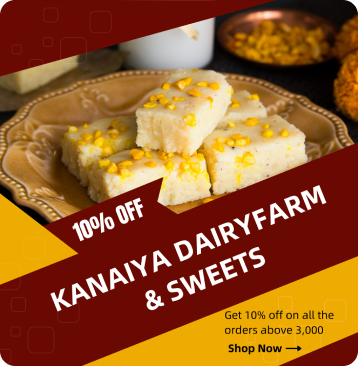 10% OFF
KANAIYA DAIRYFARM
& SWEETS
Get 10% off on all the
orders above 3,000
Shop Now →